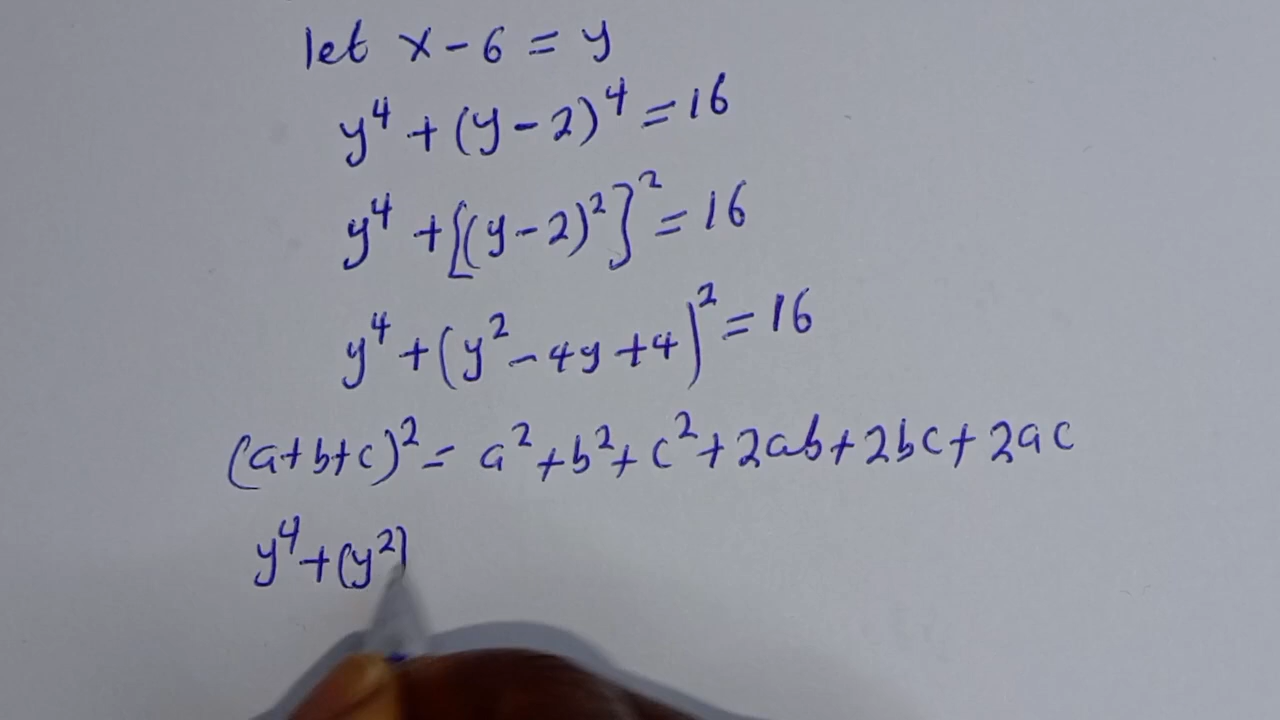 let x - 6 = y
y⁴ + (y - 2)⁴ = 16
y⁴ + [(y - 2)²]² = 16
y⁴ + (y² - 4y + 4)² = 16
(a + b + c)² = a² + b² + c² + 2ab + 2bc + 2ac
y⁴ + (y²)